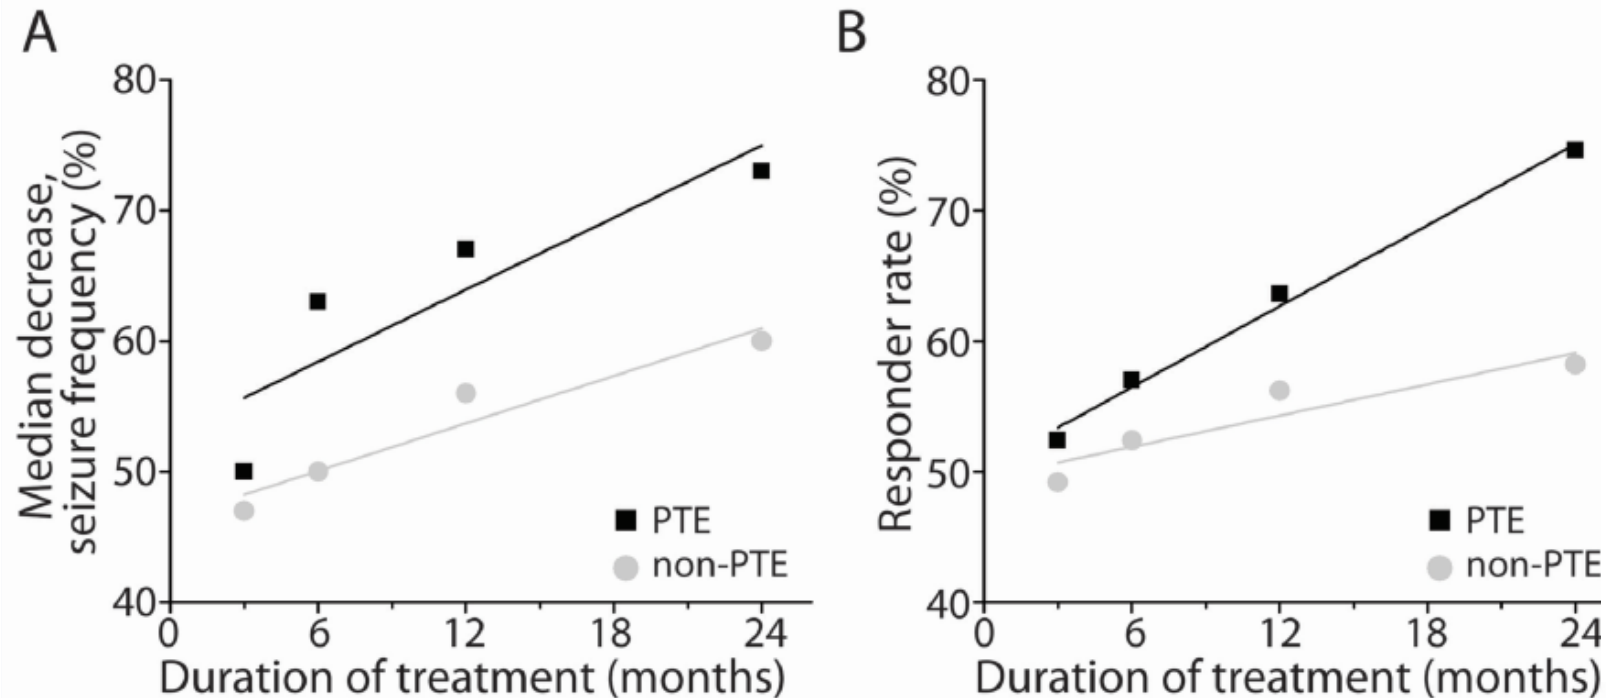 A
80
70
60
50
40
Median decrease,
seizure frequency (%)
PTE
non-PTE
0 6 12 18 24
Duration of treatment (months)
B
80
70
60
50
40
Responder rate (%)
PTE
non-PTE
0 6 12 18 24
Duration of treatment (months)